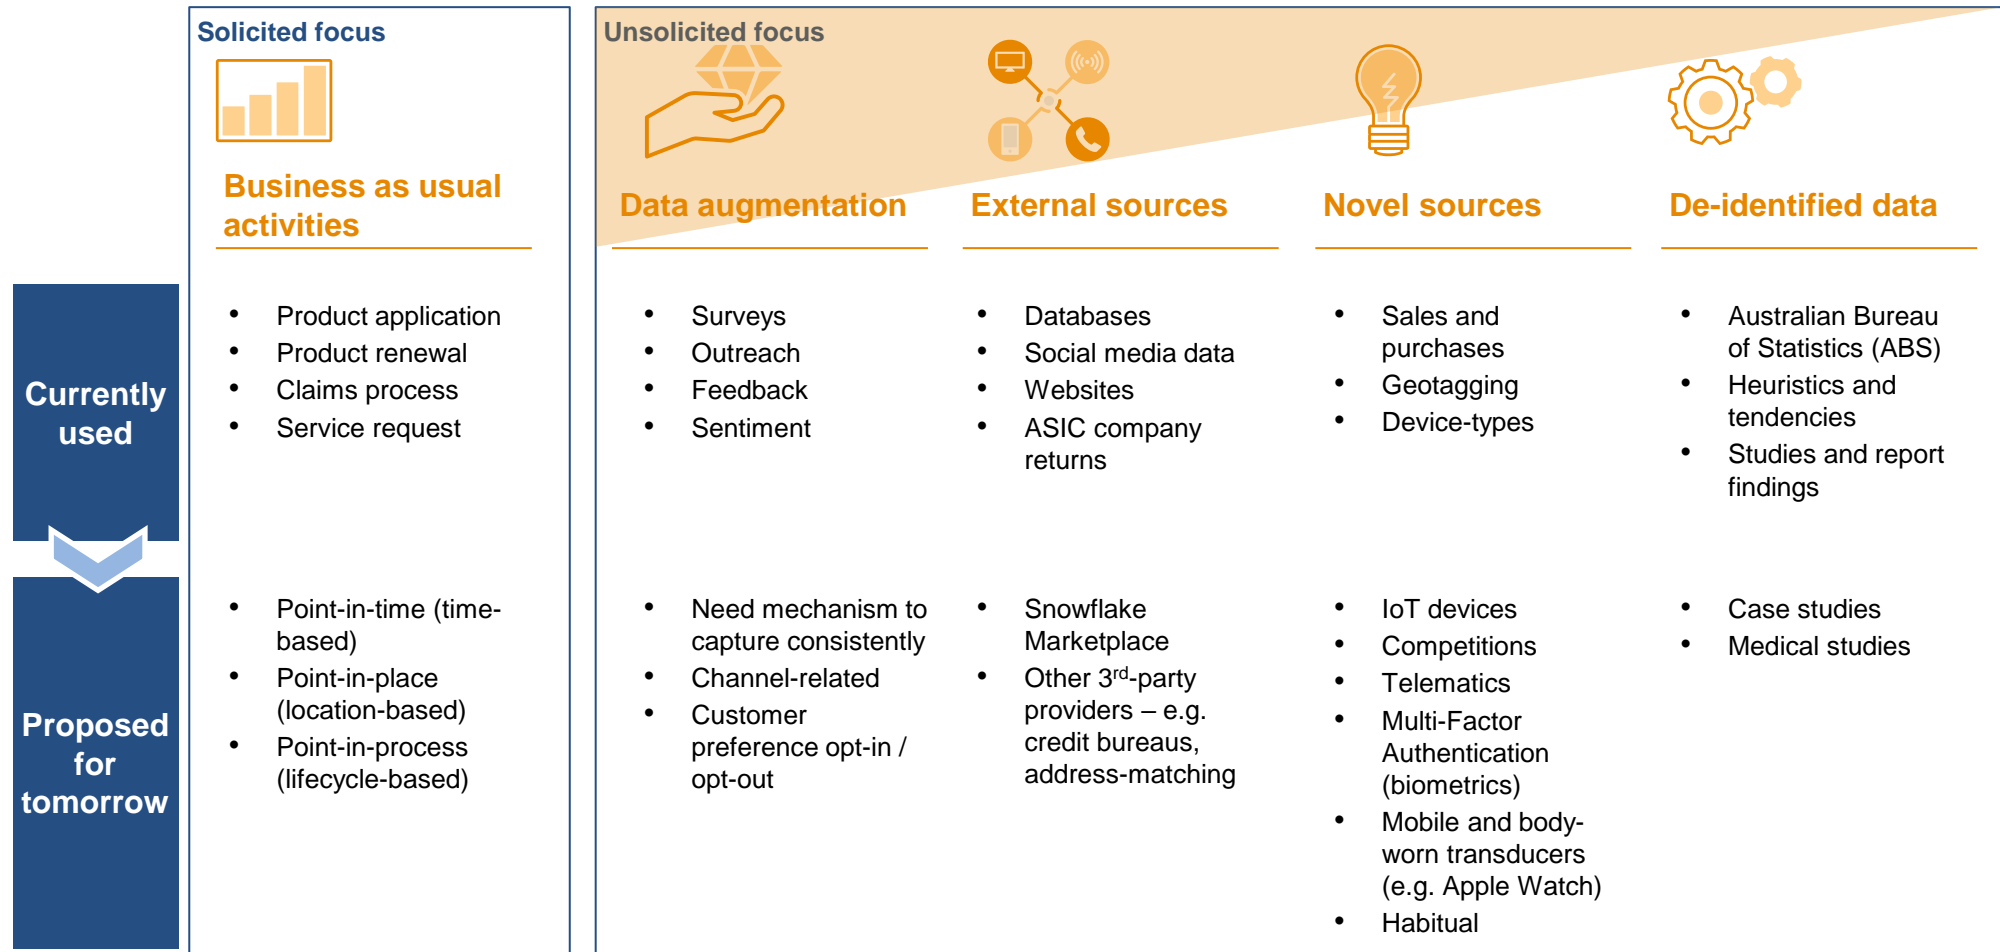 Solicited focus
Unsolicited focus
Business as usual
activities
Data augmentation
External sources
Novel sources
De-identified data
Currently
used
• Product application
• Product renewal
• Claims process
• Service request
• Surveys
• Outreach
• Feedback
• Sentiment
• Databases
• Social media data
• Websites
• ASIC company
returns
• Sales and
purchases
• Geotagging
• Device-types
• Australian Bureau
of Statistics (ABS)
• Heuristics and
tendencies
• Studies and report
findings
Proposed
for
tomorrow
• Point-in-time (time-
based)
• Point-in-place
(location-based)
• Point-in-process
(lifecycle-based)
• Need mechanism to
capture consistently
• Channel-related
• Customer
preference opt-in /
opt-out
• Snowflake
Marketplace
• Other 3rd-party
providers – e.g.
credit bureaus,
address-matching
• IoT devices
• Competitions
• Telematics
• Multi-Factor
Authentication
(biometrics)
• Mobile and body-
worn transducers
(e.g. Apple Watch)
• Habitual
• Case studies
• Medical studies